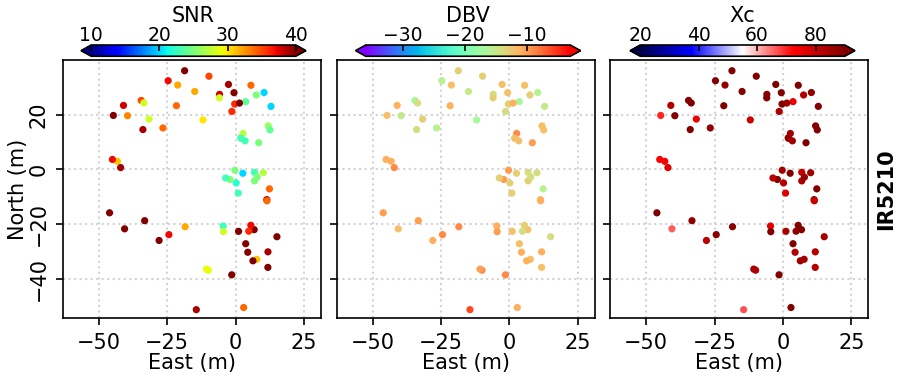 SNR DBV Xc
10 20 30 40 −30 −20 −10 20 40 60 80
20
0
−20
−40
North (m)
IR5210
−50 −25 0 25 −50 −25 0 25 −50 −25 0 25
East (m) East (m) East (m)